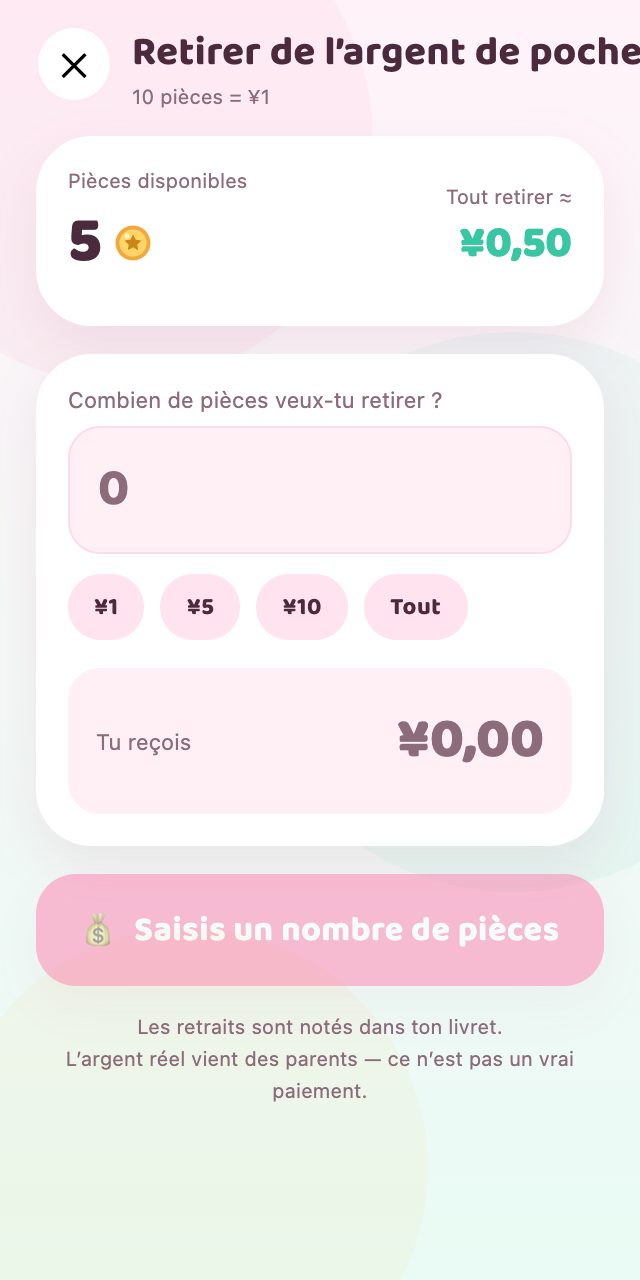 Retirer de l’argent de poche
10 pièces = ¥1
Pièces disponibles
5
Tout retirer ≈
¥0,50
Combien de pièces veux-tu retirer ?
0
¥1
¥5
¥10
Tout
Tu reçois
¥0,00
Saisis un nombre de pièces
Les retraits sont notés dans ton livret.
L’argent réel vient des parents — ce n’est pas un vrai
paiement.